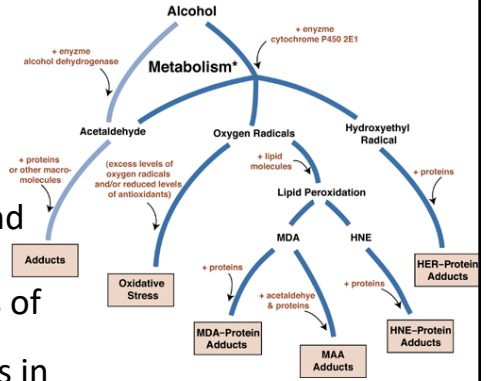 Alcohol
+ enzyme
alcohol dehydrogenase
+ enzyme
cytochrome P450 2E1
Metabolism*
Acetaldehyde
Oxygen Radicals
Hydroxyethyl
Radical
+ proteins
or other macro-
molecules
(excess levels of
oxygen radicals
and/or reduced levels
of antioxidants)
+ lipid
molecules
+ proteins
Lipid Peroxidation
MDA
HNE
Adducts
Oxidative
Stress
+ proteins
+ acetaldehye
& proteins
+ proteins
HER–Protein
Adducts
MDA–Protein
Adducts
MAA
Adducts
HNE–Protein
Adducts
of
s in